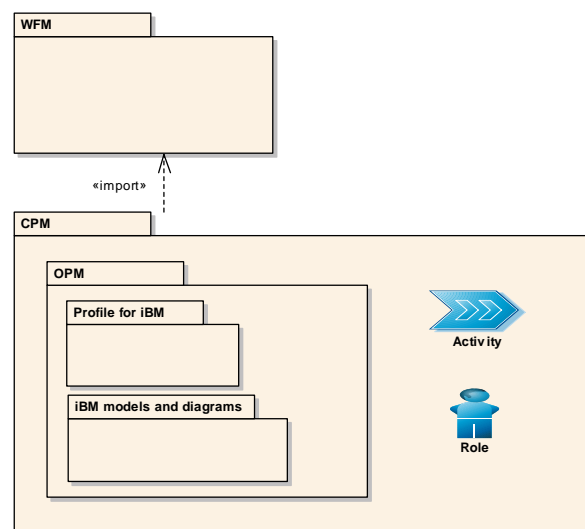 WFM
«import»
CPM
OPM
Profile for iBM
iBM models and diagrams
Activity
Role